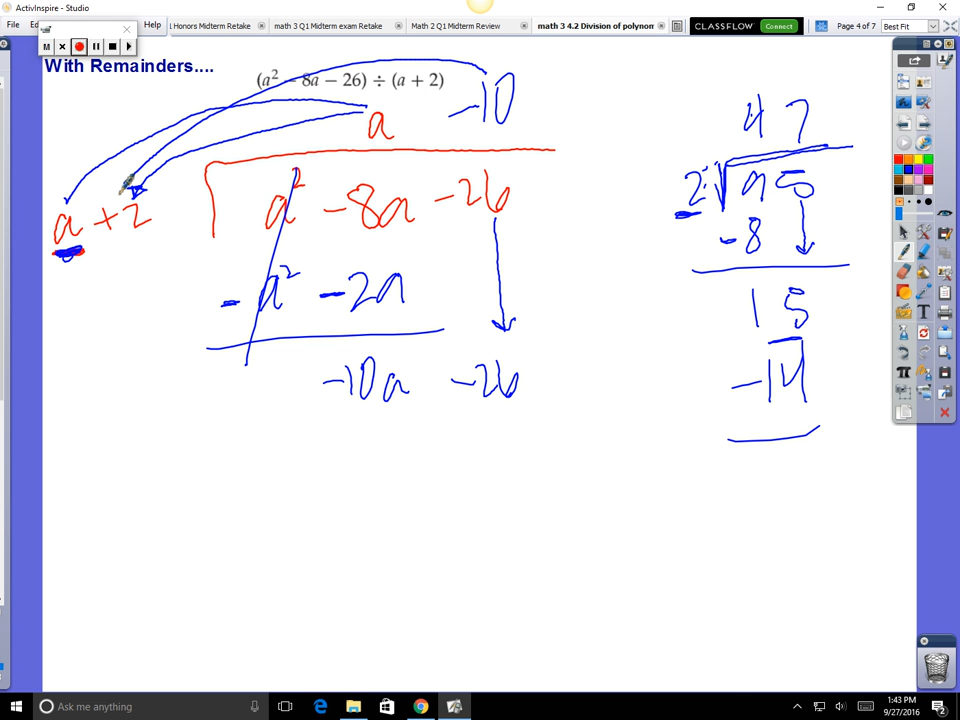 ActivInspire - Studio
File Ed Help l Honors Midterm Retake math 3 Q1 Midterm exam Retake Math 2 Q1 Midterm Review math 3 4.2 Division of polynom CLASSFLOW Connect Page 4 of 7 Best Fit
M
With Remainders....
(a² − 8a − 26) ÷ (a + 2)
a -10
a + 2 a² - 8a - 26
- a² - 2a
-10a -26
47
2 95
-8
15
-14
Ask me anything
1:43 PM
9/27/2016
2